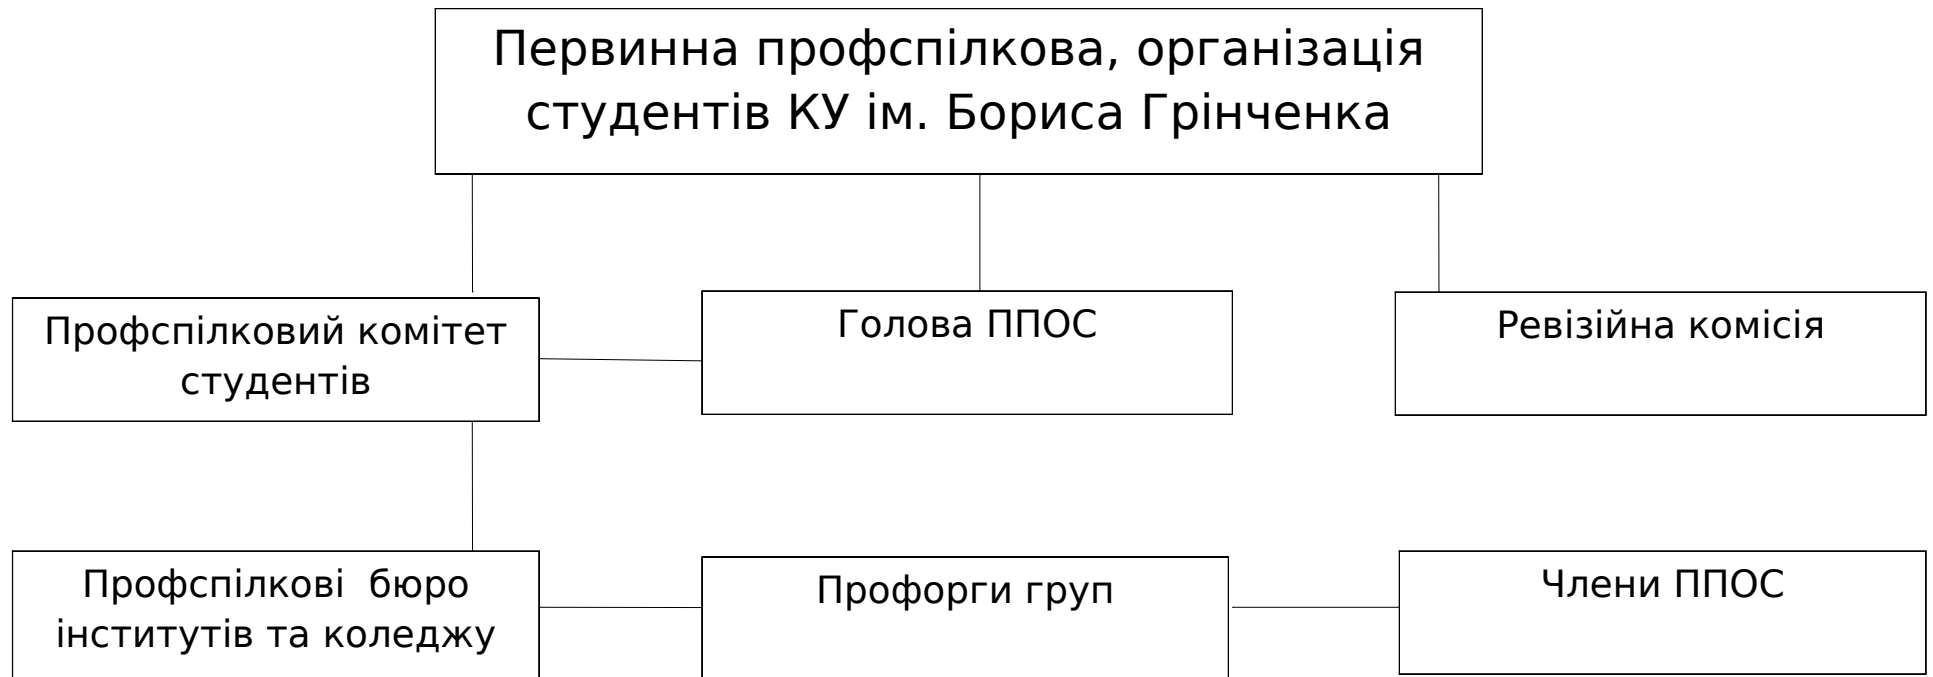 Первинна профспілкова, організація
студентів КУ ім. Бориса Грінченка
Профспілковий комітет
студентів
Голова ППОС
Ревізійна комісія
Профспілкові  бюро
інститутів та коледжу
Профорги груп
Члени ППОС